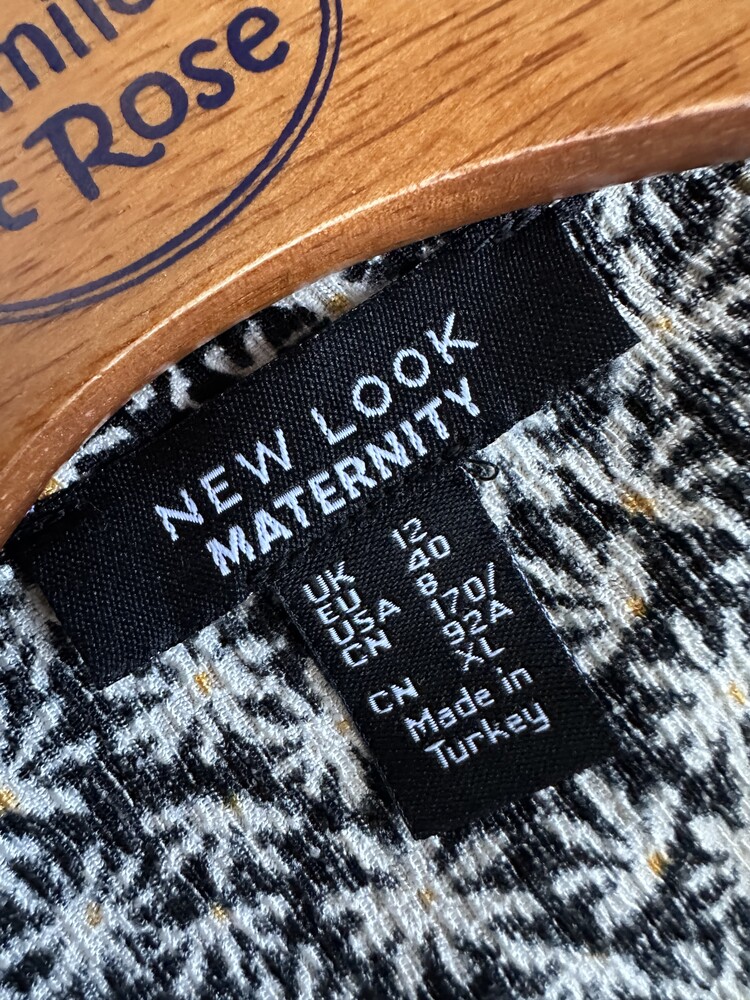 Rose
NEW LOOK
MATERNITY
UK 12
EU 40
USA 8
CN 170/
92A
CN XL
Made in
Turkey